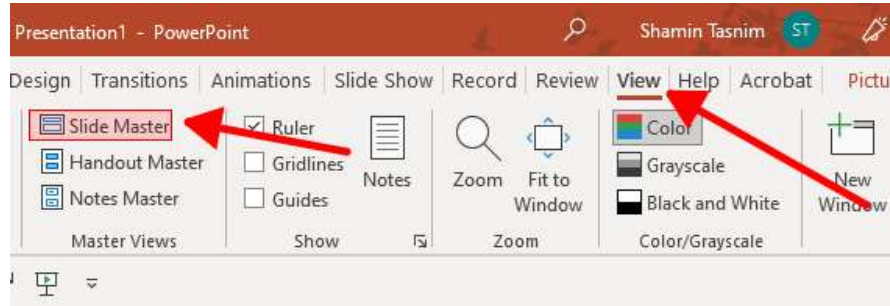 Presentation1 - PowerPoint Shamin Tasnim ST
Design Transitions Animations Slide Show Record Review View Help Acrobat Pictu
Slide Master Ruler Color
Handout Master Gridlines Grayscale
Notes Zoom Fit to Window New Window
Notes Master Guides Black and White
Master Views Show Zoom Color/Grayscale